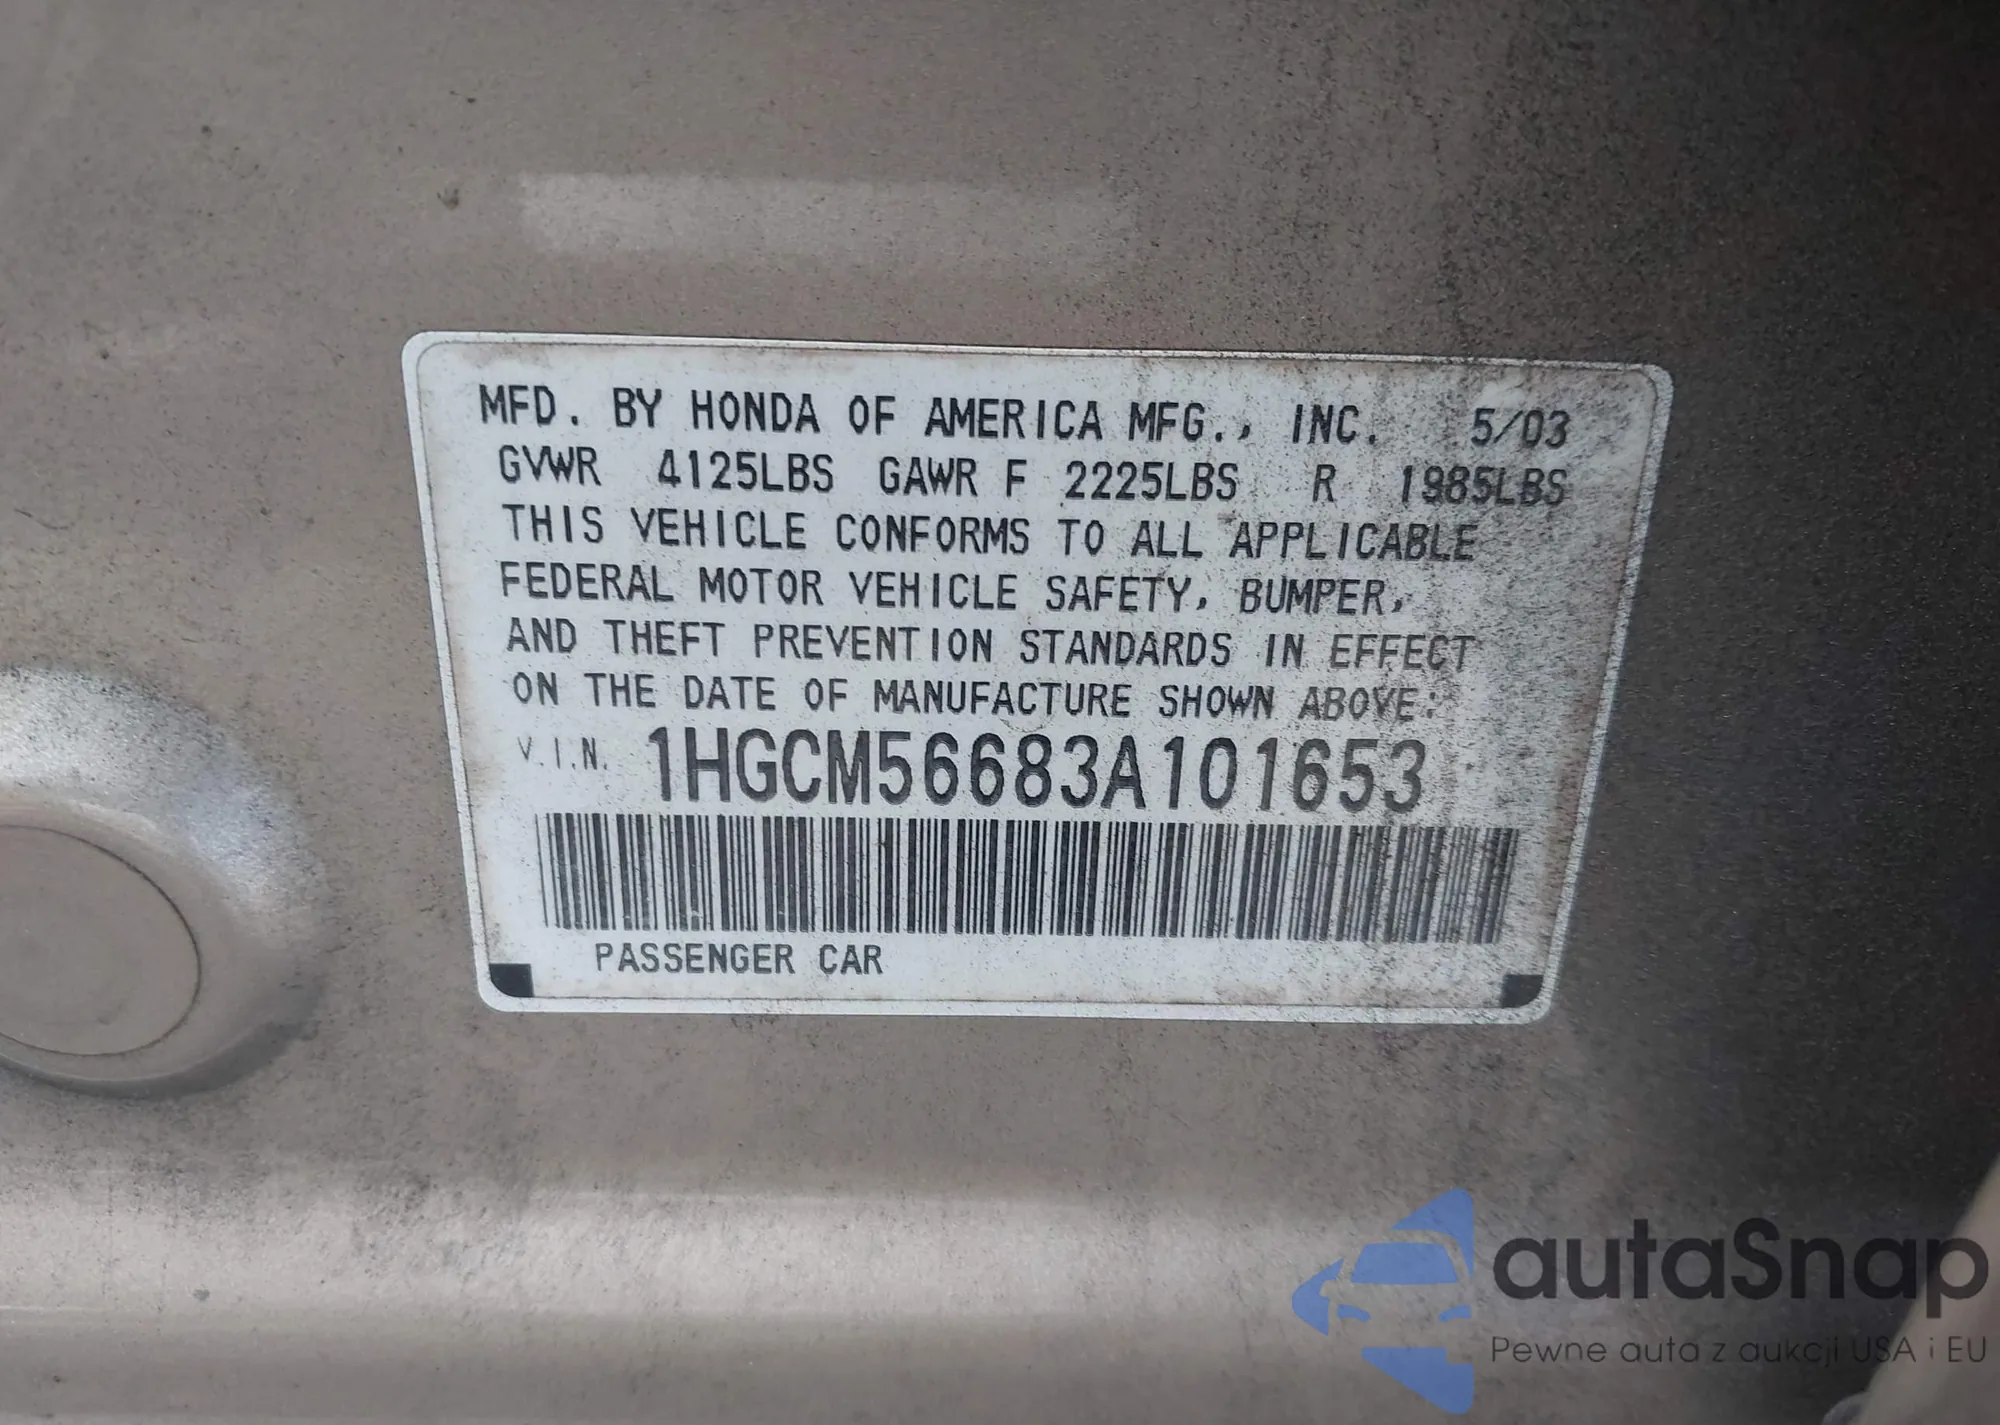 MFD. BY HONDA OF AMERICA MFG., INC. 5/03
GVWR 4125LBS GAWR F 2225LBS R 1985LBS
THIS VEHICLE CONFORMS TO ALL APPLICABLE
FEDERAL MOTOR VEHICLE SAFETY, BUMPER,
AND THEFT PREVENTION STANDARDS IN EFFECT
ON THE DATE OF MANUFACTURE SHOWN ABOVE:
V.I.N. 1HGCM56683A101653
PASSENGER CAR
autaSnap
Pewne auta z aukcji USA i EU